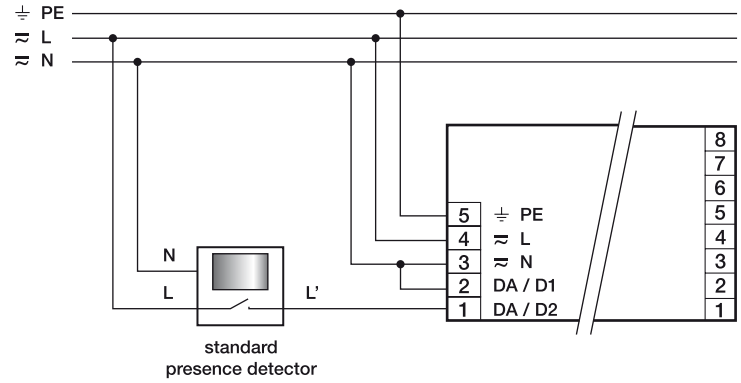 PE
L
N
8
7
6
5
4
3
2
1
5 PE
4 L
3 N
2 DA / D1
1 DA / D2
N
L
L'
standard
presence detector